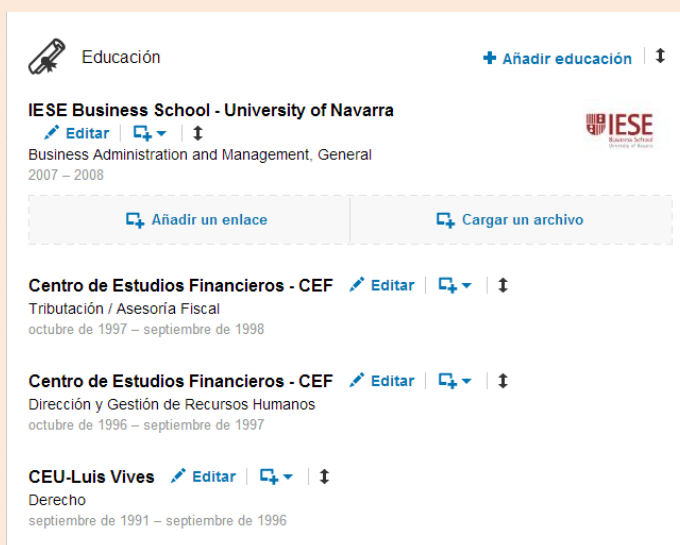 Educación
Añadir educación
IESE Business School - University of Navarra
Editar
Business Administration and Management, General
2007 – 2008
IESE
Business School
University of Navarra
Añadir un enlace
Cargar un archivo
Centro de Estudios Financieros - CEF Editar
Tributación / Asesoría Fiscal
octubre de 1997 – septiembre de 1998
Centro de Estudios Financieros - CEF Editar
Dirección y Gestión de Recursos Humanos
octubre de 1996 – septiembre de 1997
CEU-Luis Vives Editar
Derecho
septiembre de 1991 – septiembre de 1996